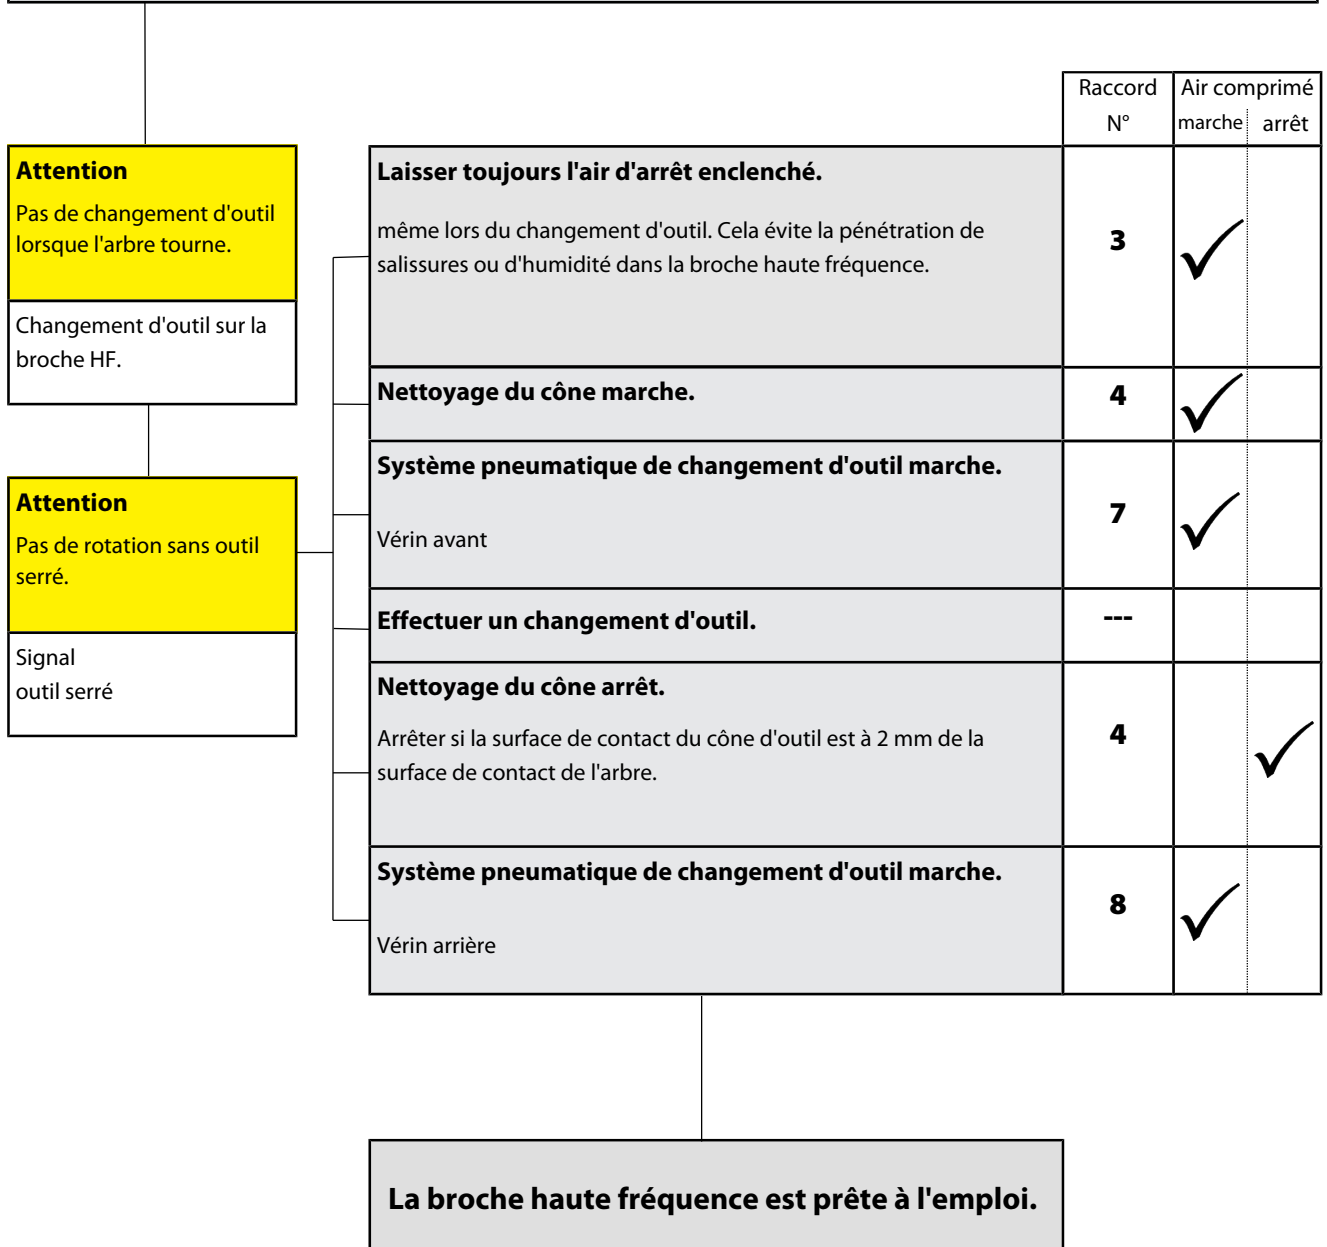 Raccord
N°
Air comprimé
marche
arrêt
Attention
Pas de changement d'outil
lorsque l'arbre tourne.
Changement d'outil sur la
broche HF.
Attention
Pas de rotation sans outil
serré.
Signal
outil serré
Laisser toujours l'air d'arrêt enclenché.
même lors du changement d'outil. Cela évite la pénétration de
salissures ou d'humidité dans la broche haute fréquence.
3
Nettoyage du cône marche.
4
Système pneumatique de changement d'outil marche.
Vérin avant
7
Effectuer un changement d'outil.
---
Nettoyage du cône arrêt.
Arrêter si la surface de contact du cône d'outil est à 2 mm de la
surface de contact de l'arbre.
4
Système pneumatique de changement d'outil marche.
Vérin arrière
8
La broche haute fréquence est prête à l'emploi.